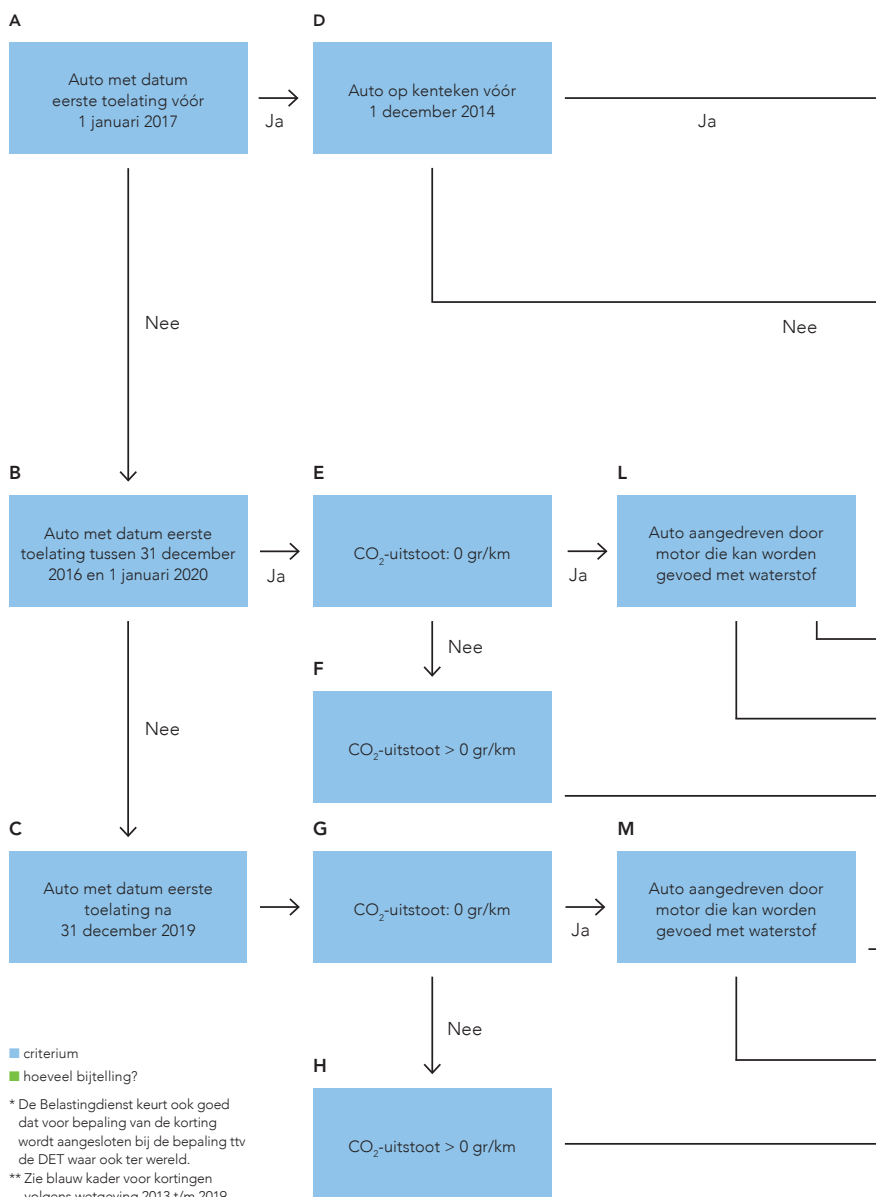 A
Auto met datum
eerste toelating vóór
1 januari 2017
Ja
D
Auto op kenteken vóór
1 december 2014
Ja
Nee
Nee
B
Auto met datum eerste
toelating tussen 31 december
2016 en 1 januari 2020
Ja
E
CO₂-uitstoot: 0 gr/km
Ja
L
Auto aangedreven door
motor die kan worden
gevoed met waterstof
Nee
F
CO₂-uitstoot > 0 gr/km
Nee
C
Auto met datum eerste
toelating na
31 december 2019
G
CO₂-uitstoot: 0 gr/km
Ja
M
Auto aangedreven door
motor die kan worden
gevoed met waterstof
Nee
H
CO₂-uitstoot > 0 gr/km
criterium
hoeveel bijtelling?
* De Belastingdienst keurt ook goed
dat voor bepaling van de korting
wordt aangesloten bij de bepaling ttv
de DET waar ook ter wereld.
** Zie blauw kader voor kortingen
volgens wetgeving 2013 t/m 2019